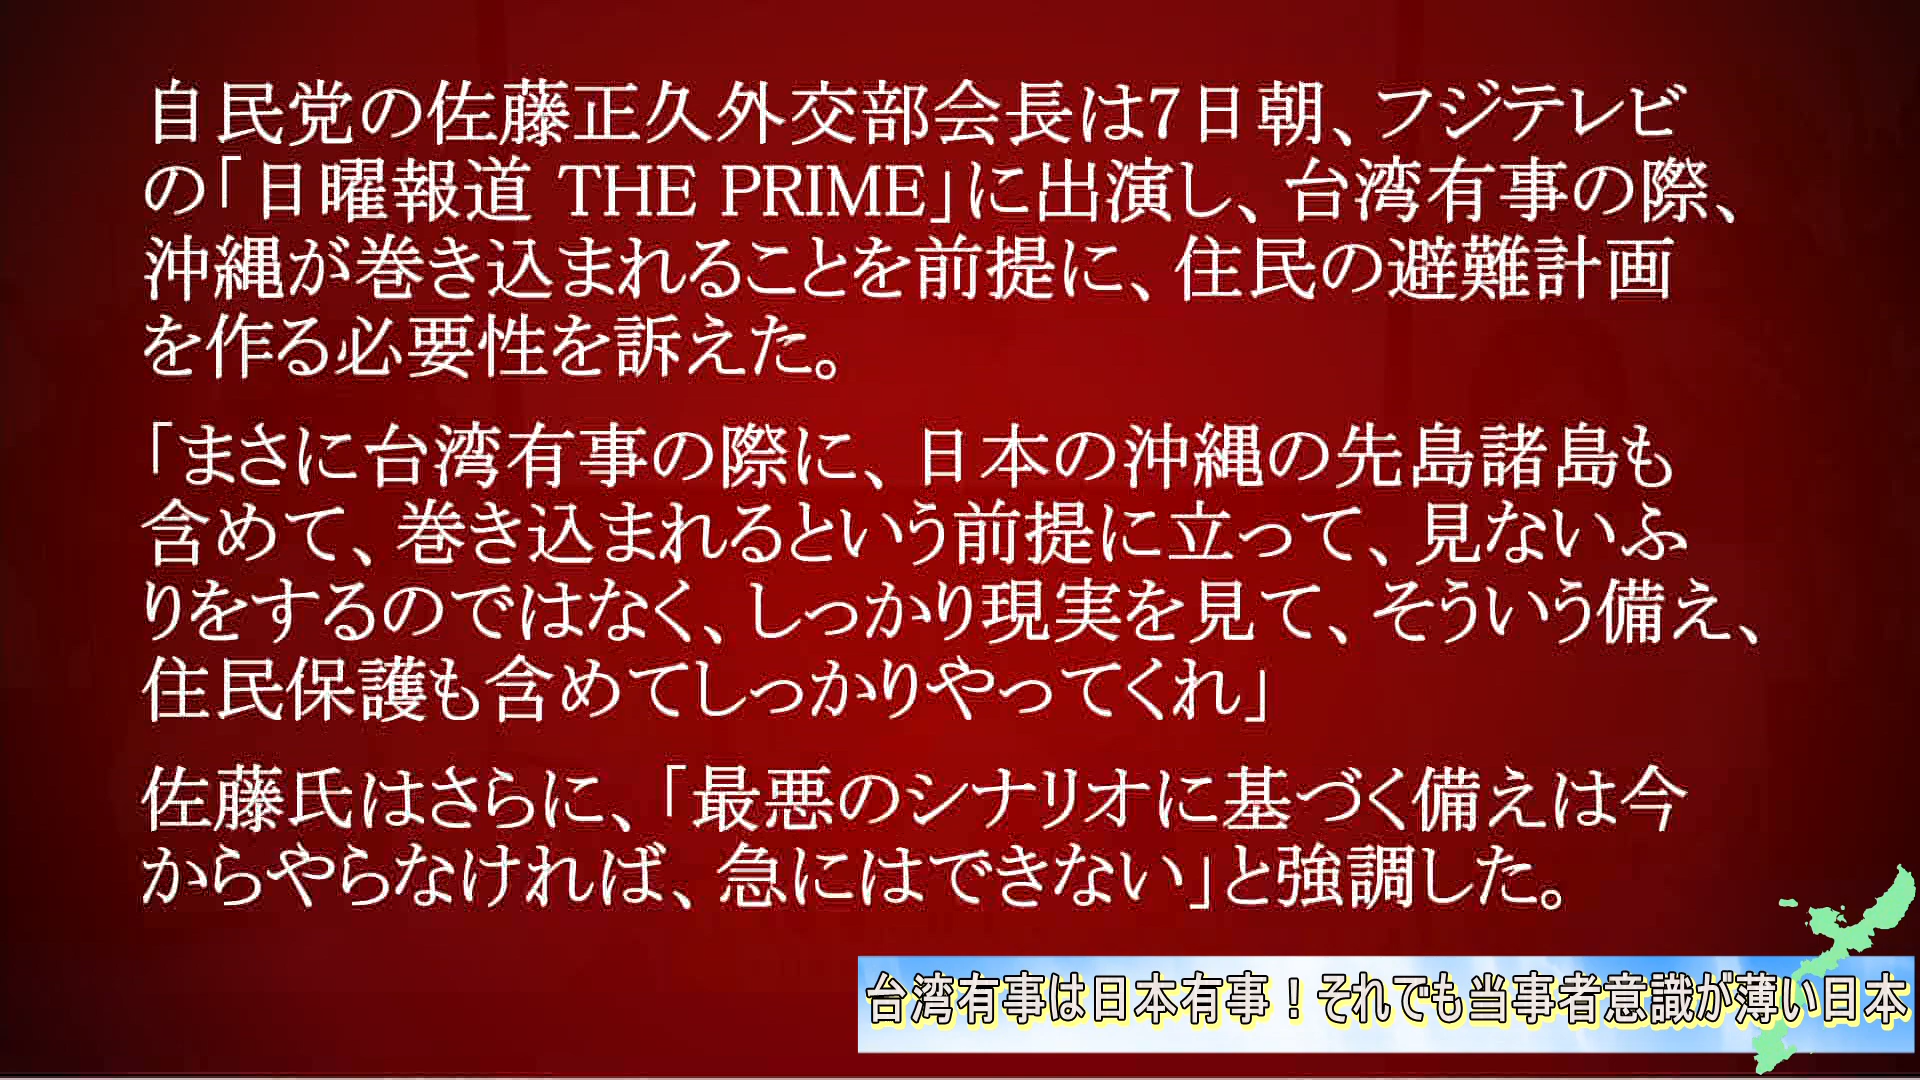 自民党の佐藤正久外交部会長は7日朝、フジテレビ
の「日曜報道 THE PRIME」に出演し、台湾有事の際、
沖縄が巻き込まれることを前提に、住民の避難計画
を作る必要性を訴えた。
「まさに台湾有事の際に、日本の沖縄の先島諸島も
含めて、巻き込まれるという前提に立って、見ないふ
りをするのではなく、しっかり現実を見て、そういう備え、
住民保護も含めてしっかりやってくれ」
佐藤氏はさらに、「最悪のシナリオに基づく備えは今
からやらなければ、急にはできない」と強調した。
台湾有事は日本有事！それでも当事者意識が薄い日本